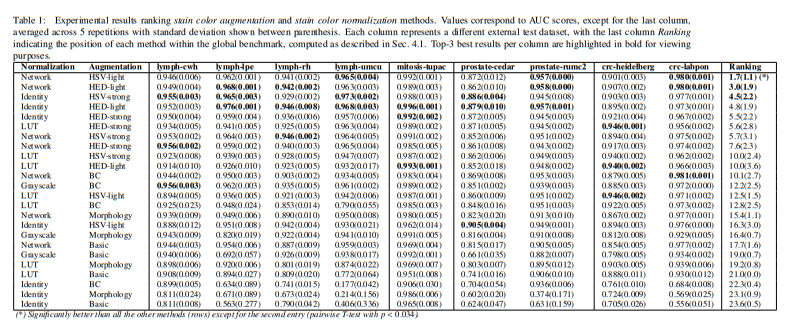 Table 1: Experimental results ranking stain color augmentation and stain color normalization methods. Values correspond to AUC scores, except for the last column,
averaged across 5 repetitions with standard deviation shown between parenthesis. Each column represents a different external test dataset, with the last column Ranking
indicating the position of each method within the global benchmark, computed as described in Sec. 4.1. Top-3 best results per column are highlighted in bold for viewing
purposes.
Normalization Augmentation lymph-cwh lymph-lpe lymph-rh lymph-umcu mitosis-tupac prostate-cedar prostate-rumc2 crc-heidelberg crc-labpon Ranking
Network HSV-light 0.946(0.006) 0.962(0.001) 0.941(0.002) 0.965(0.004) 0.992(0.001) 0.872(0.012) 0.957(0.000) 0.901(0.003) 0.980(0.001) 1.7(1.1) (*)
Network HED-light 0.949(0.004) 0.968(0.001) 0.942(0.002) 0.963(0.003) 0.989(0.003) 0.862(0.010) 0.958(0.000) 0.907(0.002) 0.980(0.001) 3.0(1.9)
Identity HSV-strong 0.955(0.003) 0.965(0.003) 0.929(0.002) 0.973(0.002) 0.983(0.003) 0.886(0.004) 0.945(0.008) 0.903(0.003) 0.977(0.001) 4.5(2.2)
Identity HED-light 0.952(0.003) 0.976(0.001) 0.946(0.008) 0.968(0.003) 0.996(0.001) 0.879(0.010) 0.957(0.001) 0.895(0.002) 0.973(0.001) 4.8(1.9)
Identity HED-strong 0.950(0.004) 0.959(0.004) 0.936(0.006) 0.957(0.006) 0.992(0.002) 0.872(0.005) 0.945(0.003) 0.921(0.004) 0.967(0.002) 5.5(2.2)
LUT HED-strong 0.934(0.005) 0.941(0.005) 0.925(0.005) 0.963(0.004) 0.989(0.002) 0.871(0.005) 0.945(0.002) 0.946(0.001) 0.956(0.002) 5.6(2.8)
Network HSV-strong 0.953(0.002) 0.964(0.003) 0.946(0.002) 0.964(0.005) 0.991(0.002) 0.852(0.006) 0.951(0.002) 0.894(0.004) 0.975(0.002) 5.7(3.1)
Network HED-strong 0.956(0.002) 0.959(0.002) 0.940(0.003) 0.965(0.004) 0.985(0.005) 0.861(0.008) 0.943(0.002) 0.917(0.003) 0.974(0.002) 7.6(2.3)
LUT HSV-strong 0.923(0.008) 0.939(0.003) 0.928(0.005) 0.947(0.007) 0.987(0.002) 0.862(0.006) 0.949(0.003) 0.940(0.002) 0.962(0.002) 10.0(2.4)
LUT HED-light 0.914(0.010) 0.926(0.010) 0.923(0.005) 0.932(0.017) 0.993(0.001) 0.852(0.018) 0.948(0.002) 0.940(0.002) 0.966(0.003) 10.0(3.6)
Network BC 0.944(0.002) 0.950(0.003) 0.903(0.002) 0.934(0.005) 0.983(0.004) 0.869(0.008) 0.953(0.003) 0.879(0.005) 0.981(0.001) 10.1(2.7)
Grayscale BC 0.956(0.003) 0.962(0.003) 0.935(0.005) 0.961(0.002) 0.989(0.002) 0.851(0.002) 0.939(0.003) 0.885(0.003) 0.972(0.000) 12.2(2.5)
LUT HSV-light 0.894(0.005) 0.936(0.005) 0.921(0.003) 0.942(0.006) 0.987(0.001) 0.860(0.009) 0.951(0.002) 0.946(0.002) 0.971(0.002) 12.5(1.5)
LUT BC 0.925(0.023) 0.948(0.024) 0.853(0.014) 0.790(0.055) 0.985(0.003) 0.848(0.016) 0.951(0.003) 0.922(0.005) 0.973(0.002) 12.8(2.5)
Network Morphology 0.939(0.009) 0.949(0.006) 0.890(0.010) 0.950(0.008) 0.980(0.005) 0.823(0.020) 0.913(0.010) 0.867(0.002) 0.977(0.001) 15.4(1.1)
Identity HSV-light 0.888(0.012) 0.951(0.008) 0.942(0.004) 0.930(0.021) 0.962(0.014) 0.905(0.004) 0.949(0.001) 0.894(0.003) 0.976(0.000) 16.3(3.0)
Grayscale Morphology 0.943(0.009) 0.820(0.019) 0.922(0.004) 0.941(0.010) 0.991(0.005) 0.816(0.004) 0.910(0.008) 0.812(0.008) 0.929(0.005) 16.4(0.7)
Network Basic 0.944(0.003) 0.954(0.006) 0.887(0.009) 0.959(0.003) 0.969(0.004) 0.815(0.017) 0.905(0.005) 0.854(0.005) 0.977(0.002) 17.7(1.6)
Grayscale Basic 0.940(0.006) 0.692(0.057) 0.926(0.009) 0.938(0.017) 0.992(0.001) 0.661(0.035) 0.882(0.007) 0.798(0.005) 0.934(0.002) 19.0(0.7)
LUT Morphology 0.898(0.006) 0.920(0.006) 0.801(0.019) 0.874(0.022) 0.969(0.007) 0.803(0.007) 0.895(0.012) 0.903(0.005) 0.939(0.006) 19.2(0.8)
LUT Basic 0.908(0.009) 0.894(0.027) 0.809(0.020) 0.772(0.064) 0.951(0.008) 0.741(0.016) 0.906(0.010) 0.888(0.011) 0.930(0.012) 21.0(0.0)
Identity BC 0.899(0.005) 0.634(0.089) 0.741(0.015) 0.177(0.042) 0.906(0.030) 0.704(0.054) 0.936(0.006) 0.761(0.010) 0.684(0.008) 22.3(0.4)
Identity Morphology 0.811(0.024) 0.671(0.089) 0.673(0.024) 0.214(0.156) 0.986(0.006) 0.602(0.020) 0.374(0.171) 0.724(0.009) 0.569(0.025) 23.1(0.9)
Identity Basic 0.811(0.008) 0.563(0.277) 0.790(0.042) 0.406(0.336) 0.965(0.008) 0.624(0.047) 0.631(0.159) 0.705(0.026) 0.556(0.051) 23.6(0.5)
(*) Significantly better than all the other methods (rows) except for the second entry (pairwise T-test with p < 0.034).